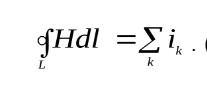 ∮_L Hdl = ∑_k i_k . (